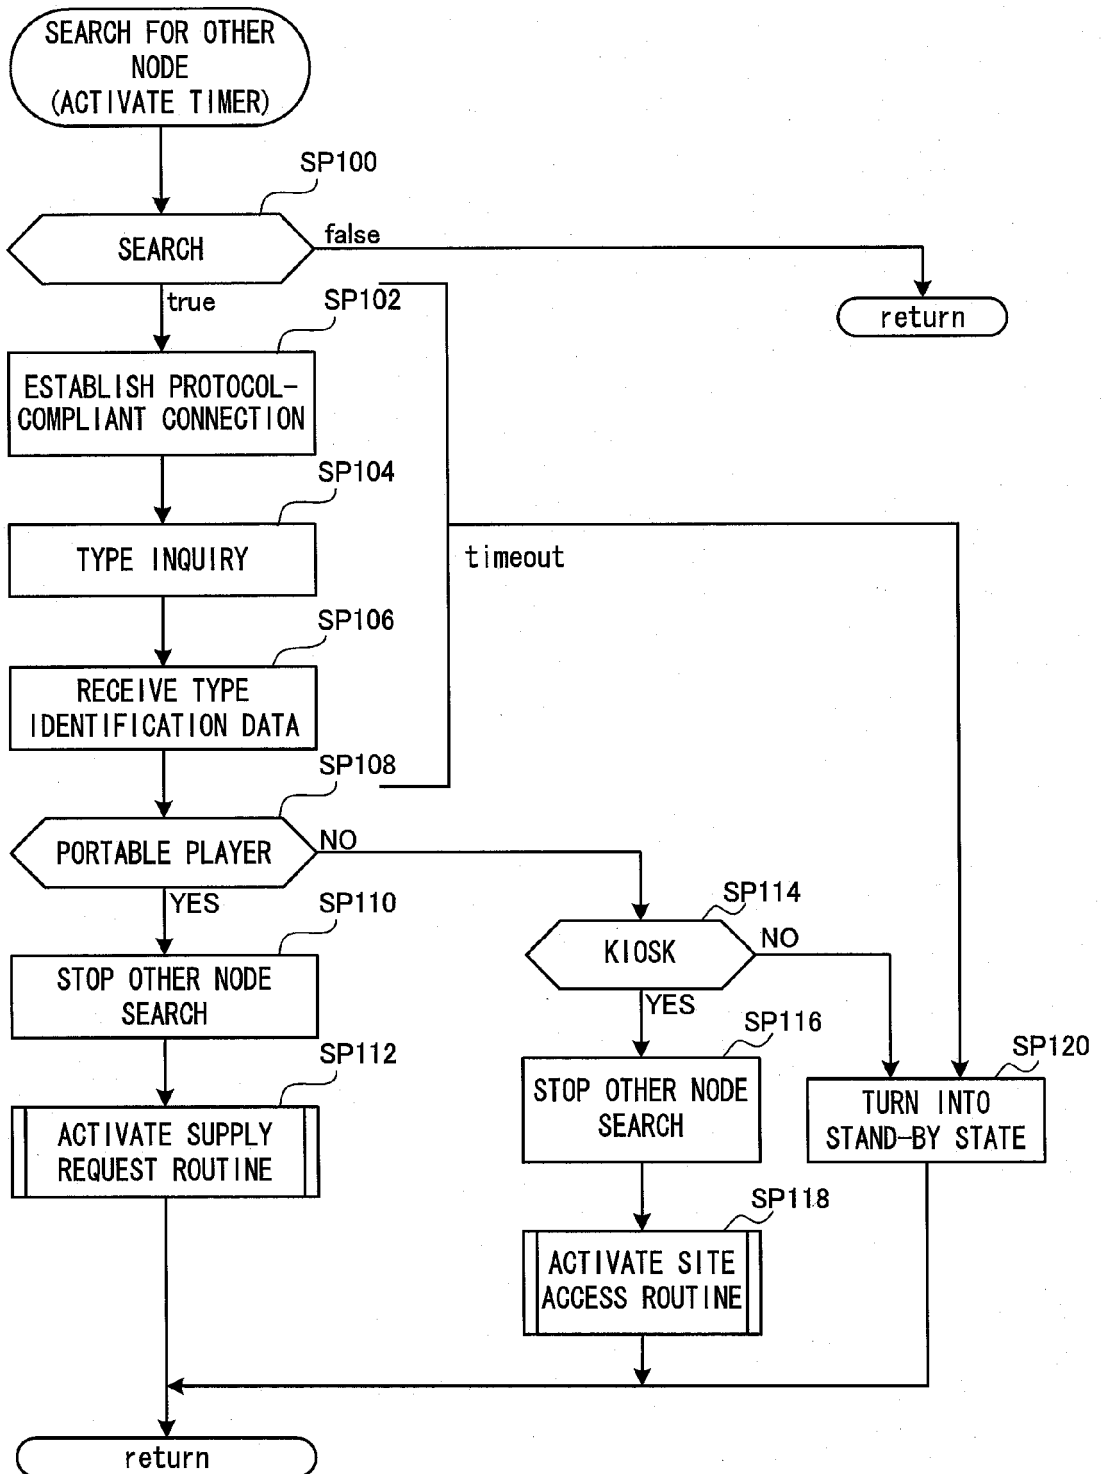 SEARCH FOR OTHER
NODE
(ACTIVATE TIMER)
SP100
SEARCH
false
return
true
SP102
ESTABLISH PROTOCOL-
COMPLIANT CONNECTION
SP104
TYPE INQUIRY
timeout
SP106
RECEIVE TYPE
IDENTIFICATION DATA
SP108
PORTABLE PLAYER
NO
YES
SP110
STOP OTHER NODE
SEARCH
SP112
ACTIVATE SUPPLY
REQUEST ROUTINE
SP114
KIOSK
NO
YES
SP116
STOP OTHER NODE
SEARCH
SP118
ACTIVATE SITE
ACCESS ROUTINE
SP120
TURN INTO
STAND-BY STATE
return